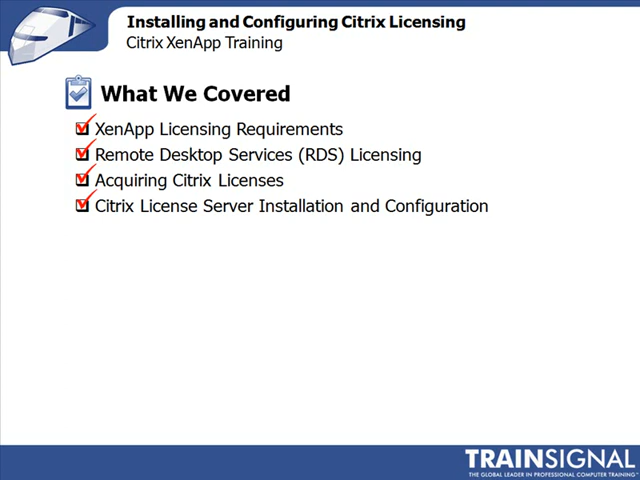 Installing and Configuring Citrix Licensing
Citrix XenApp Training
What We Covered
XenApp Licensing Requirements
Remote Desktop Services (RDS) Licensing
Acquiring Citrix Licenses
Citrix License Server Installation and Configuration
TRAINSIGNAL
THE GLOBAL LEADER IN PROFESSIONAL COMPUTER TRAINING™